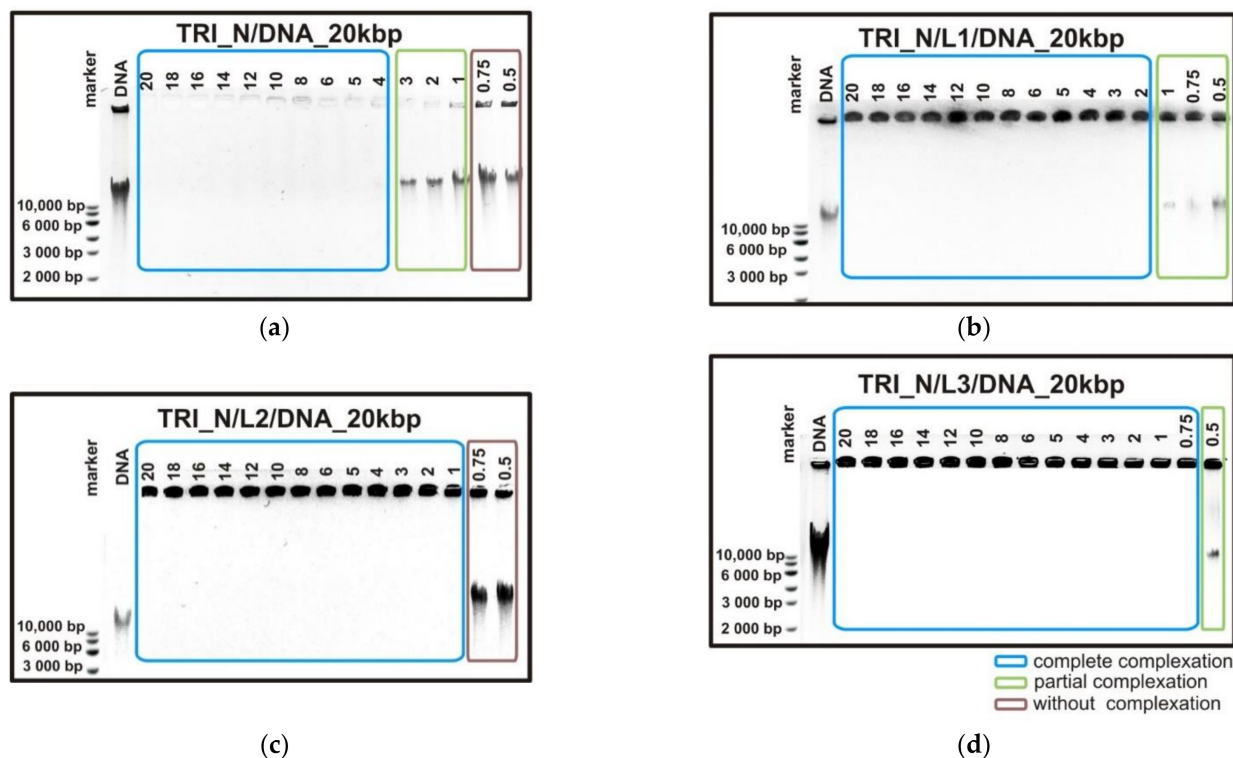 TRI_N/DNA_20kbp
marker
DNA
20 18 16 14 12 10 8 6 5 4 3 2 1 0.75 0.5
10,000 bp
6 000 bp
3 000 bp
2 000 bp
(a)
TRI_N/L1/DNA_20kbp
marker
DNA
20 18 16 14 12 10 8 6 5 4 3 2 1 0.75 0.5
10,000 bp
6 000 bp
3 000 bp
(b)
TRI_N/L2/DNA_20kbp
marker
DNA
20 18 16 14 12 10 8 6 5 4 3 2 1 0.75 0.5
10,000 bp
6 000 bp
3 000 bp
(c)
TRI_N/L3/DNA_20kbp
marker
DNA
20 18 16 14 12 10 8 6 5 4 3 2 1 0.75 0.5
10,000 bp
6 000 bp
3 000 bp
2 000 bp
complete complexation
partial complexation
without complexation
(d)